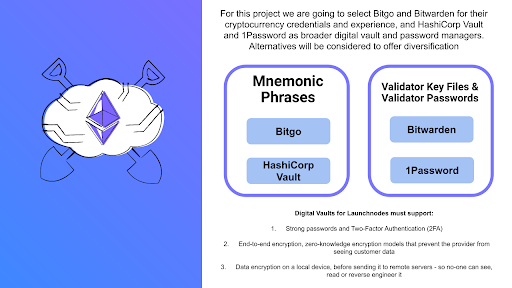 For this project we are going to select Bitgo and Bitwarden for their
cryptocurrency credentials and experience, and HashiCorp Vault
and 1Password as broader digital vault and password managers.
Alternatives will be considered to offer diversification
Mnemonic
Phrases
Bitgo
HashiCorp
Vault
Validator Key Files &
Validator Passwords
Bitwarden
1Password
Digital Vaults for Launchnodes must support:
1. Strong passwords and Two-Factor Authentication (2FA)
2. End-to-end encryption, zero-knowledge encryption models that prevent the provider from
seeing customer data
3. Data encryption on a local device, before sending it to remote servers - so no-one can see,
read or reverse engineer it